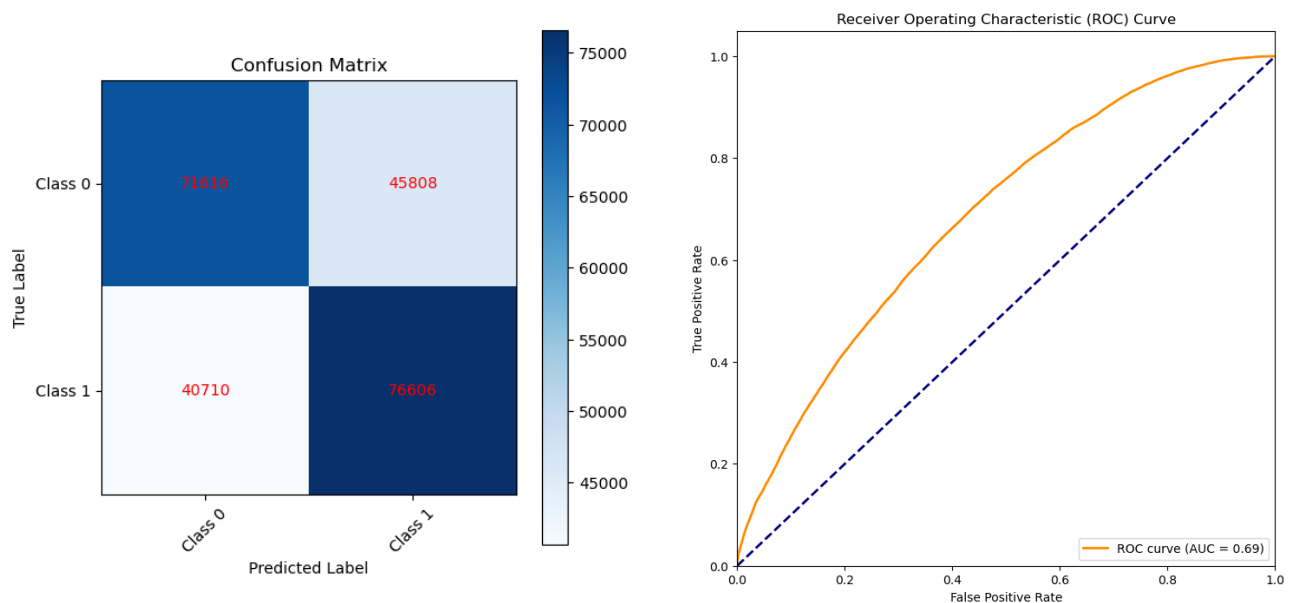 Confusion Matrix
True Label
Class 0
Class 1
45808
40710
76606
75000
70000
65000
60000
55000
50000
45000
Class 0
Class 1
Predicted Label
Receiver Operating Characteristic (ROC) Curve
True Positive Rate
1.0
0.8
0.6
0.4
0.2
0.0
0.0
0.2
0.4
0.6
0.8
1.0
False Positive Rate
ROC curve (AUC = 0.69)